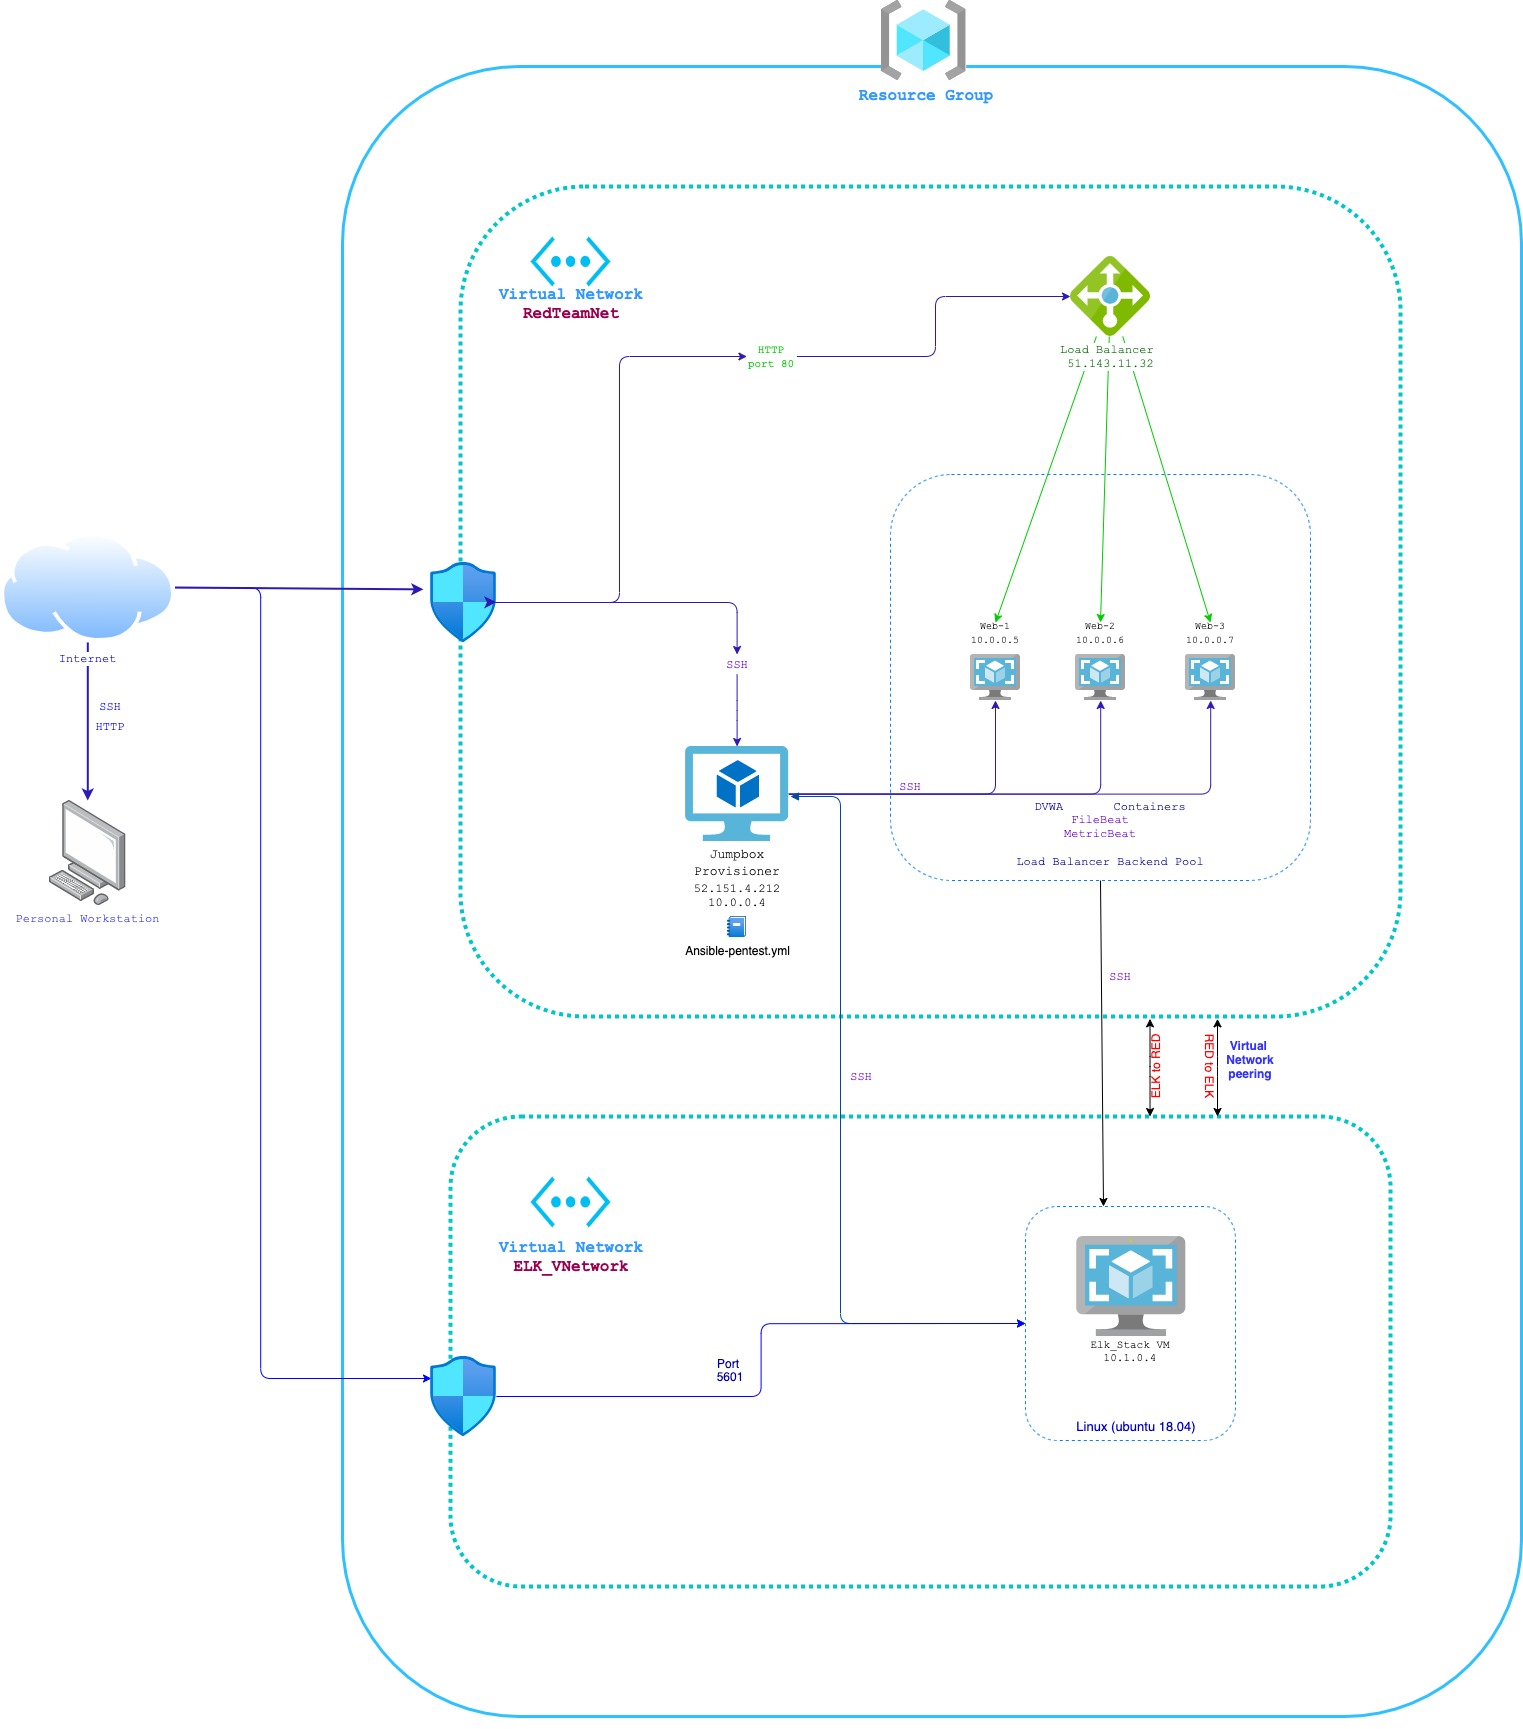 Resource Group
Virtual Network
RedTeamNet
HTTP
port 80
Load Balancer
51.143.11.32
Internet
SSH
HTTP
Personal Workstation
SSH
Web-1
10.0.0.5
Web-2
10.0.0.6
Web-3
10.0.0.7
SSH
DVWA Containers
FileBeat
MetricBeat
Load Balancer Backend Pool
Jumpbox
Provisioner
52.151.4.212
10.0.0.4
Ansible-pentest.yml
SSH
SSH
ELK to RED
RED to ELK
Virtual
Network
peering
Virtual Network
ELK_VNetwork
Port
5601
Elk_Stack VM
10.1.0.4
Linux (ubuntu 18.04)